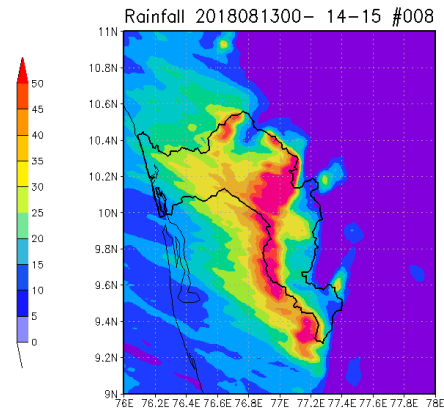 Rainfall 2018081300- 14-15 #008
50
45
40
35
30
25
20
15
10
5
0
11N
10.8N
10.6N
10.4N
10.2N
10N
9.8N
9.6N
9.4N
9.2N
9N
76E 76.2E 76.4E 76.6E 76.8E 77E 77.2E 77.4E 77.6E 77.8E 78E